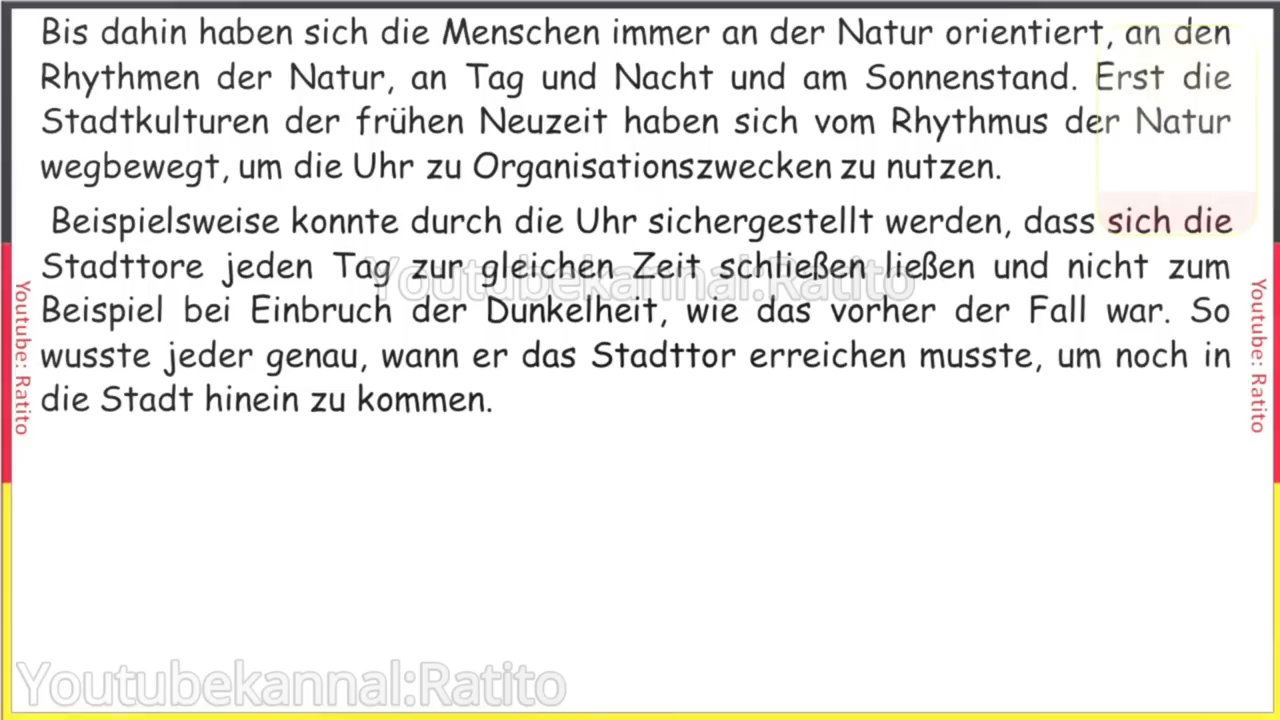 Bis dahin haben sich die Menschen immer an der Natur orientiert, an den
Rhythmen der Natur, an Tag und Nacht und am Sonnenstand. Erst die
Stadtkulturen der frühen Neuzeit haben sich vom Rhythmus der Natur
wegbewegt, um die Uhr zu Organisationszwecken zu nutzen.
Beispielsweise konnte durch die Uhr sichergestellt werden, dass sich die
Stadttore jeden Tag zur gleichen Zeit schließen ließen und nicht zum
Beispiel bei Einbruch der Dunkelheit, wie das vorher der Fall war. So
wusste jeder genau, wann er das Stadttor erreichen musste, um noch in
die Stadt hinein zu kommen.
Youtubekannal:Ratito
Youtube: Ratito
Youtube: Ratito
Youtubekannal:Ratito